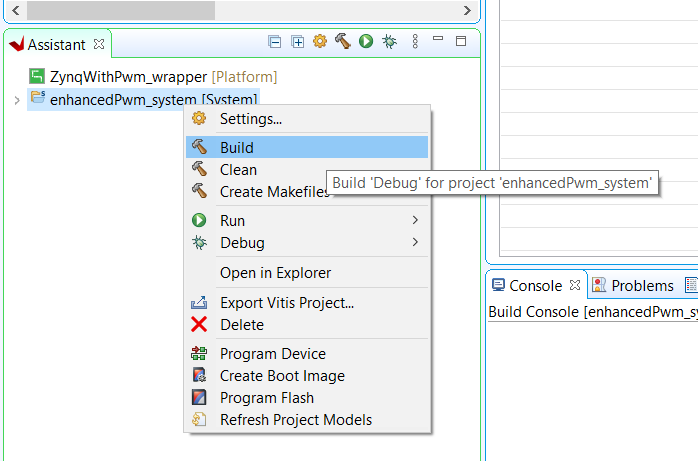 Assistant
ZynqWithPwm_wrapper [Platform]
enhancedPwm_system [System]
Settings...
Build
Clean
Create Makefiles
Build 'Debug' for project 'enhancedPwm_system'
Run
Debug
Open in Explorer
Export Vitis Project...
Delete
Program Device
Create Boot Image
Program Flash
Refresh Project Models
Console
Problems
Build Console [enhancedPwm_sy